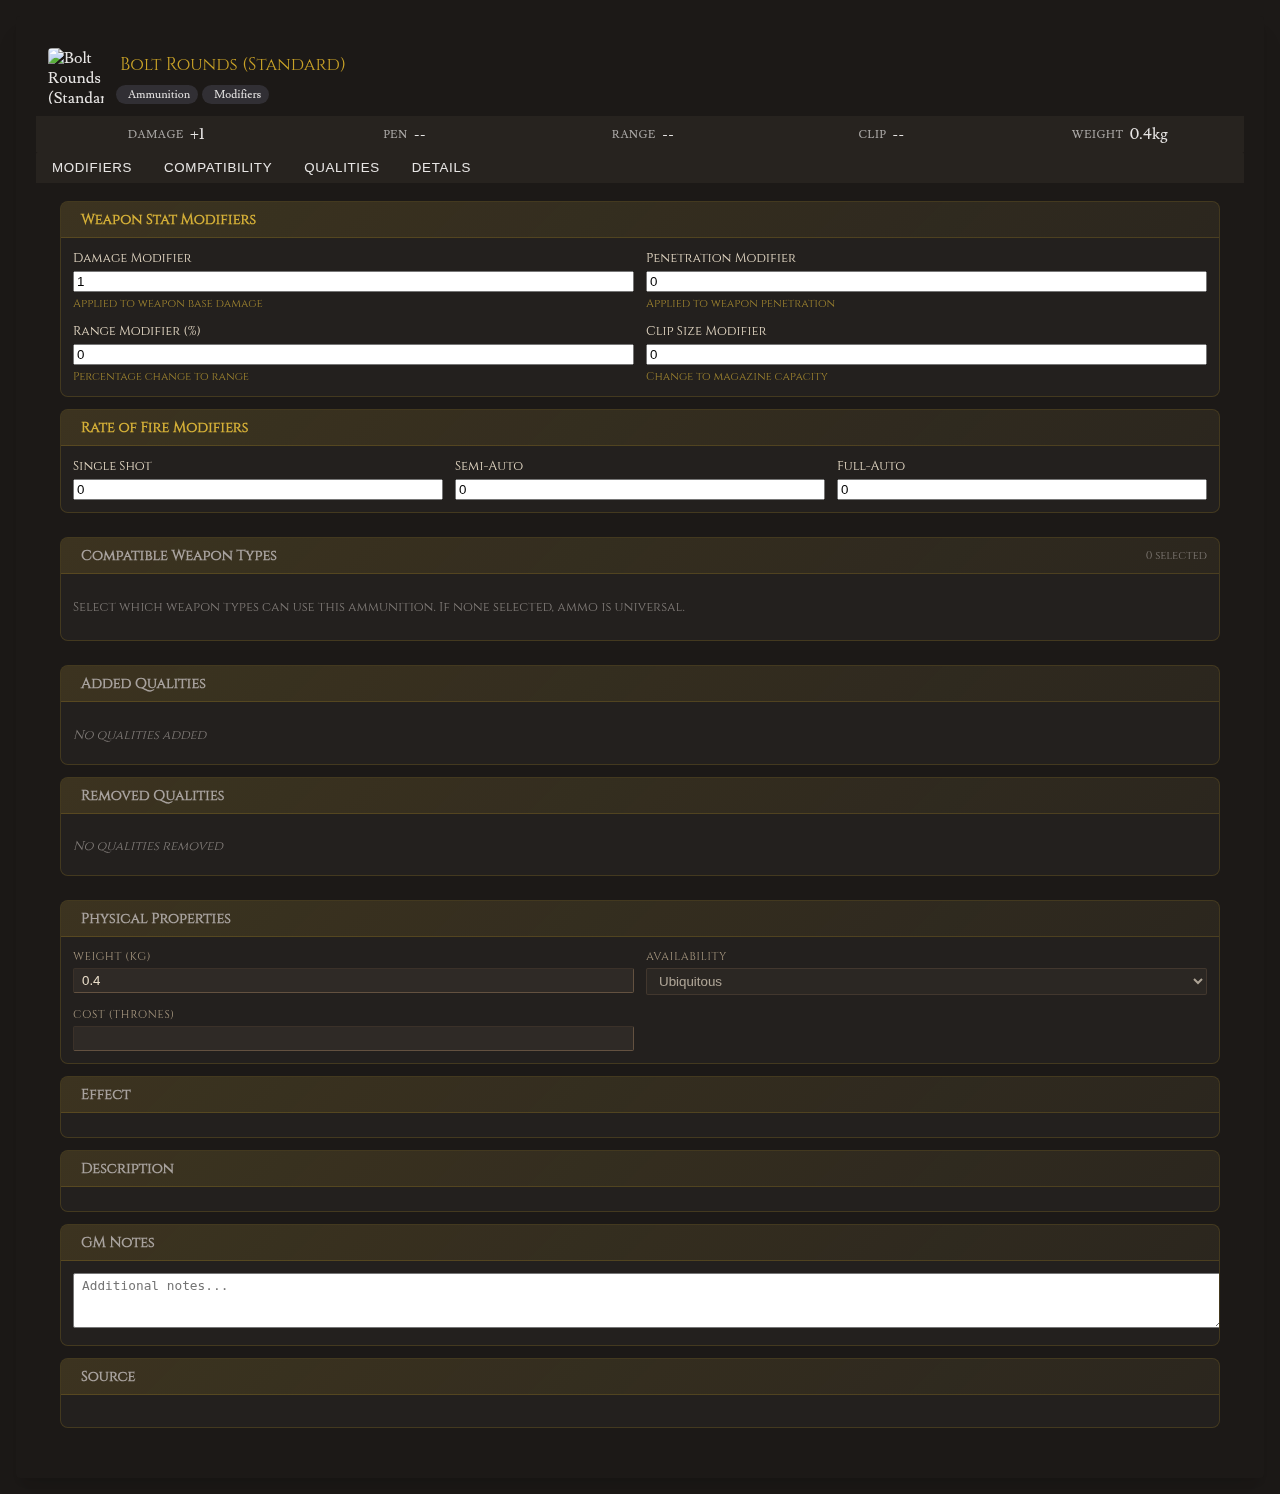 Bolt
Rounds
(Standar
Bolt Rounds (Standard)
Ammunition Modifiers
DAMAGE +1 PEN -- RANGE -- CLIP -- WEIGHT 0.4kg
MODIFIERS COMPATIBILITY QUALITIES DETAILS
Weapon Stat Modifiers
Damage Modifier Penetration Modifier
1 0
Applied to weapon base damage Applied to weapon penetration
Range Modifier (%) Clip Size Modifier
0 0
Percentage change to range Change to magazine capacity
Rate of Fire Modifiers
Single Shot Semi-Auto Full-Auto
0 0 0
Compatible Weapon Types 0 selected
Select which weapon types can use this ammunition. If none selected, ammo is universal.
Added Qualities
No qualities added
Removed Qualities
No qualities removed
Physical Properties
WEIGHT (KG) AVAILABILITY
0.4 Ubiquitous
COST (THRONES)
Effect
Description
GM Notes
Additional notes...
Source